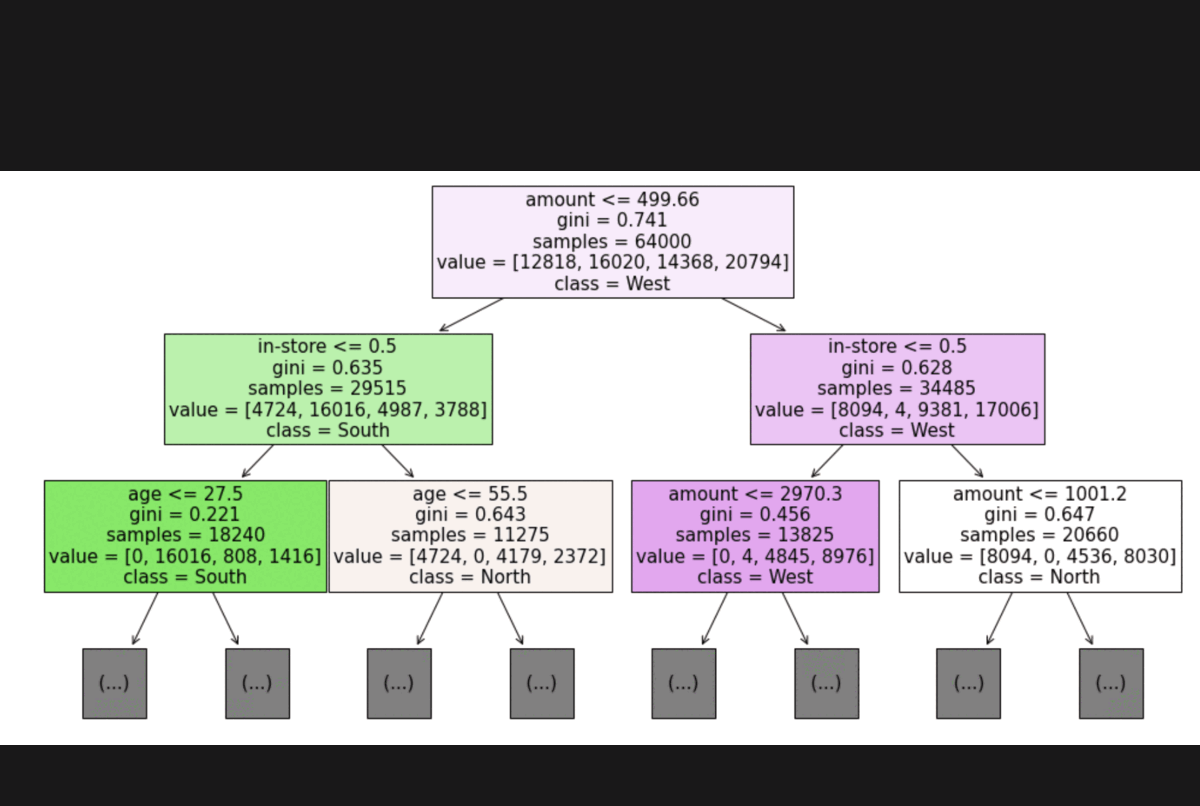 amount <= 499.66
gini = 0.741
samples = 64000
value = [12818, 16020, 14368, 20794]
class = West
in-store <= 0.5
gini = 0.635
samples = 29515
value = [4724, 16016, 4987, 3788]
class = South
in-store <= 0.5
gini = 0.628
samples = 34485
value = [8094, 4, 9381, 17006]
class = West
age <= 27.5
gini = 0.221
samples = 18240
value = [0, 16016, 808, 1416]
class = South
age <= 55.5
gini = 0.643
samples = 11275
value = [4724, 0, 4179, 2372]
class = North
amount <= 2970.3
gini = 0.456
samples = 13825
value = [0, 4, 4845, 8976]
class = West
amount <= 1001.2
gini = 0.647
samples = 20660
value = [8094, 0, 4536, 8030]
class = North
(...)
(...)
(...)
(...)
(...)
(...)
(...)
(...)